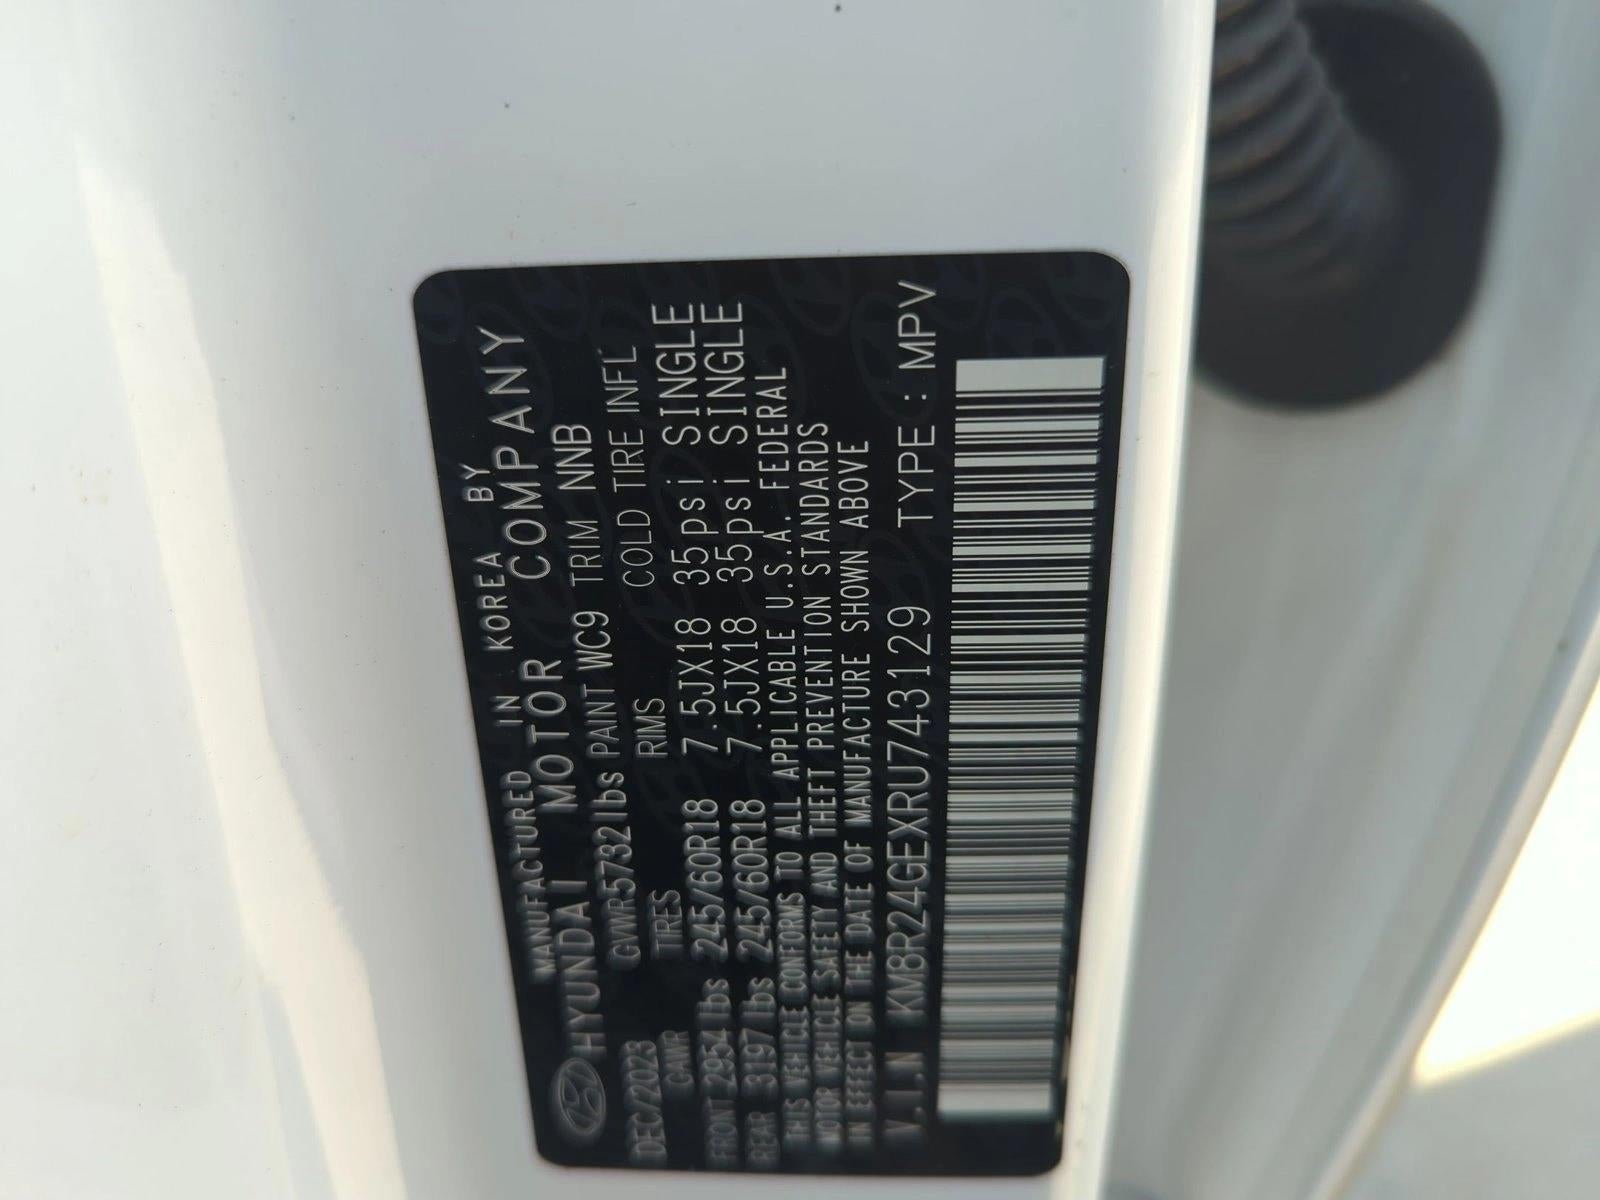 MANUFACTURED IN KOREA BY
HYUNDAI MOTOR COMPANY
DEC/2023 GVWR5732lbs PAINT WC9 TRIM NNB
GAWR TIRES RIMS COLD TIRE INFL
FRONT 2954lbs 245/60R18 7.5JX18 35psi SINGLE
REAR 3197lbs 245/60R18 7.5JX18 35psi SINGLE
THIS VEHICLE CONFORMS TO ALL APPLICABLE U.S.A. FEDERAL
MOTOR VEHICLE SAFETY AND THEFT PREVENTION STANDARDS
IN EFFECT ON THE DATE OF MANUFACTURE SHOWN ABOVE
V.I.N KM8R24GEXRU743129 TYPE : MPV